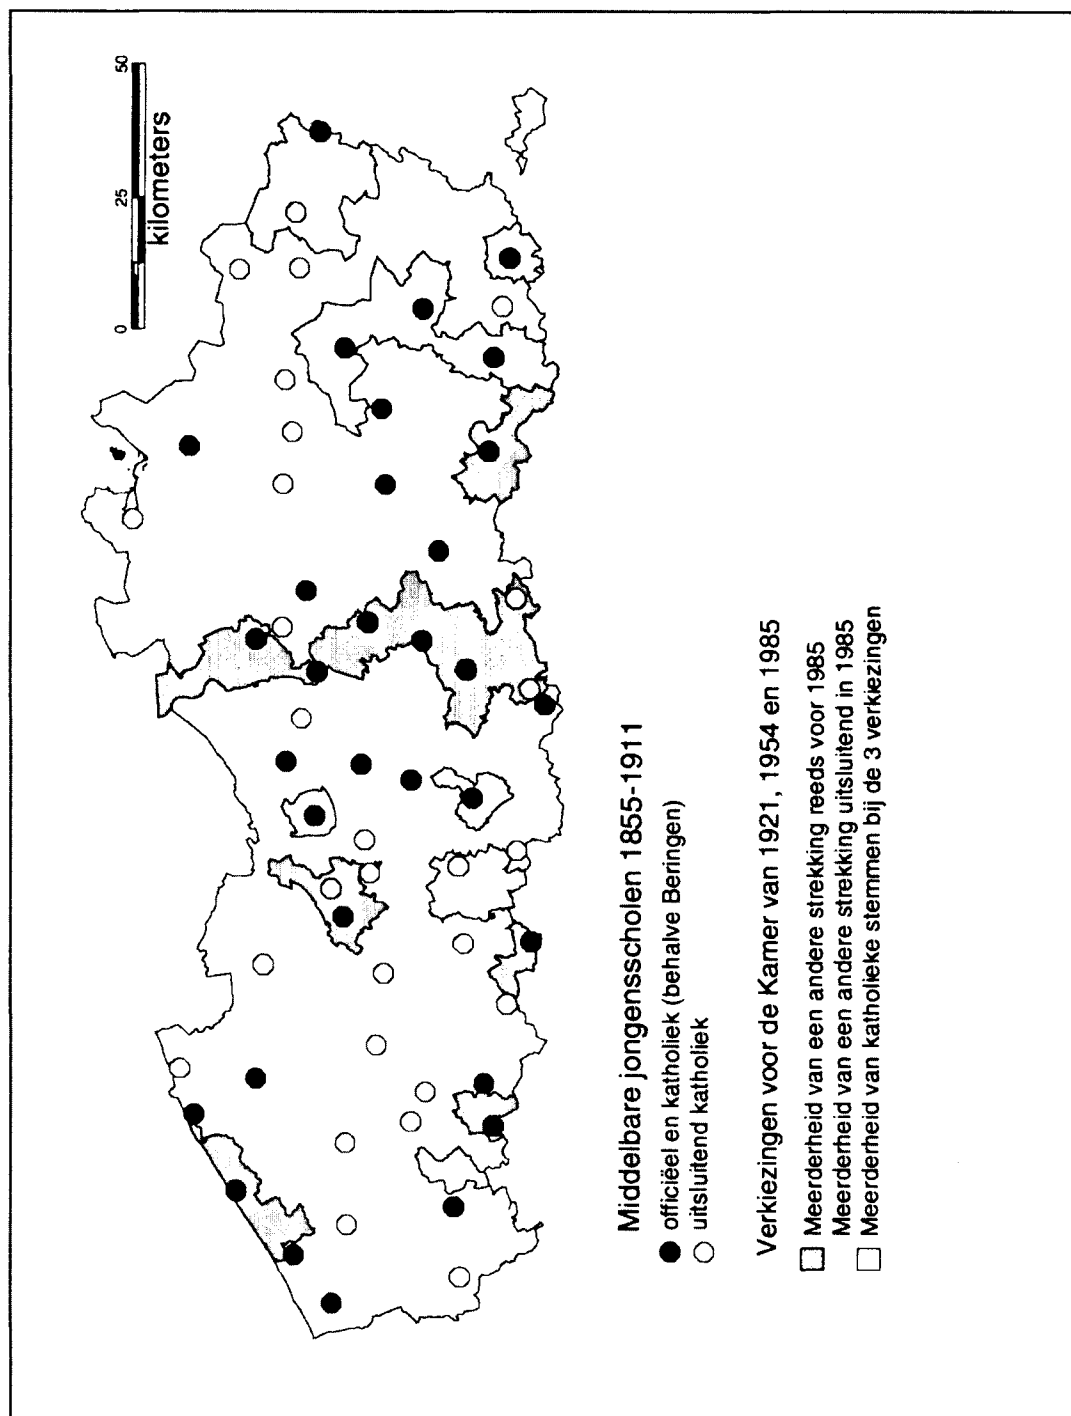 0 25 50
kilometers
Middelbare jongensscholen 1855-1911
officiëel en katholiek (behalve Beringen)
uitsluitend katholiek
Verkiezingen voor de Kamer van 1921, 1954 en 1985
Meerderheid van een andere strekking reeds voor 1985
Meerderheid van een andere strekking uitsluitend in 1985
Meerderheid van katholieke stemmen bij de 3 verkiezingen